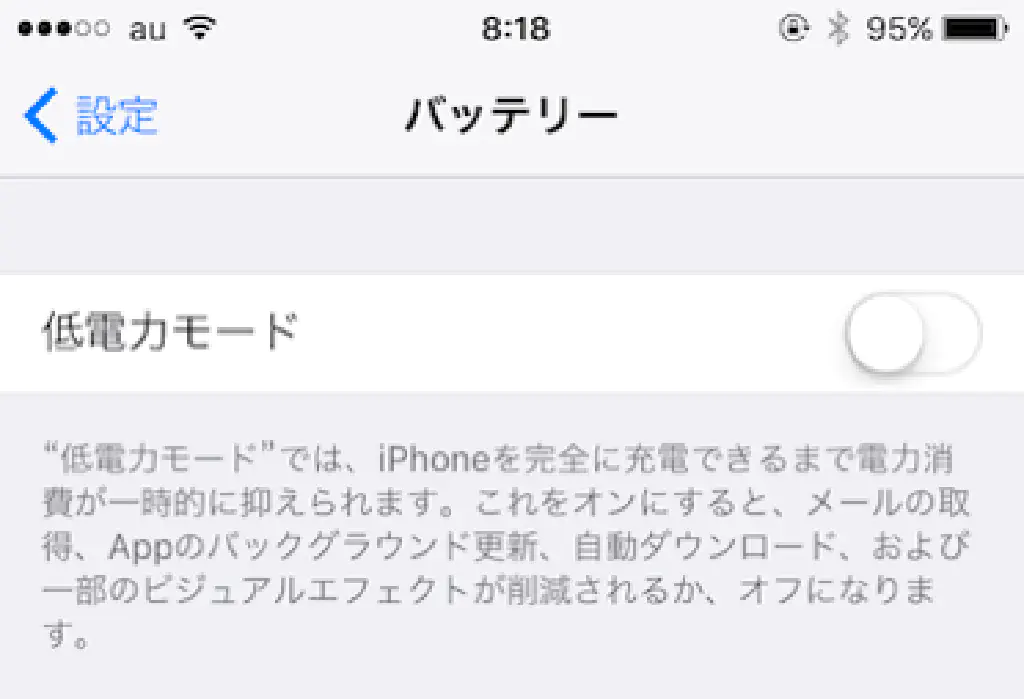 au 8:18 95%
設定 バッテリー
低電力モード
“低電力モード”では、iPhoneを完全に充電できるまで電力消
費が一時的に抑えられます。これをオンにすると、メールの取
得、Appのバックグラウンド更新、自動ダウンロード、および
一部のビジュアルエフェクトが削減されるか、オフになりま
す。